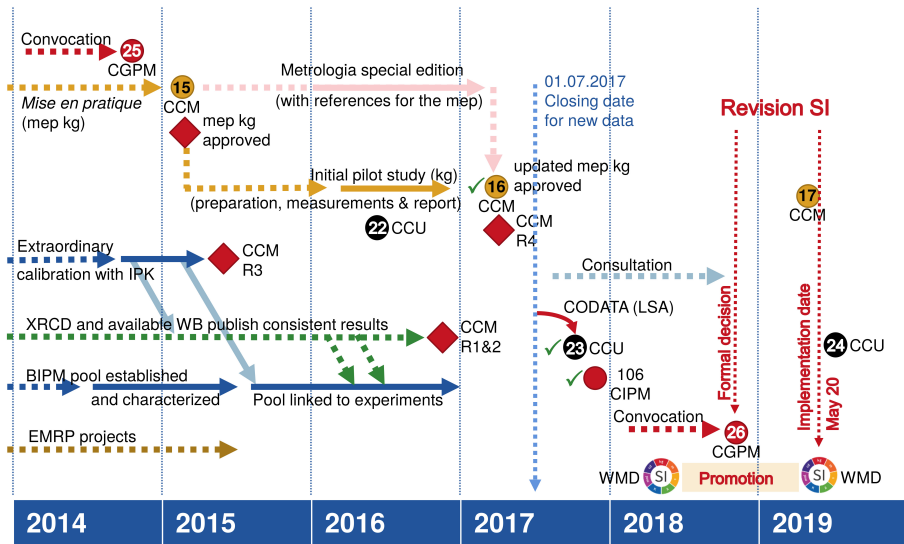 Convocation
25
CGPM
Mise en pratique
(mep kg)
15
CCM
mep kg
approved
Metrologia special edition
(with references for the mep)
01.07.2017
Closing date
for new data
Revision SI
Initial pilot study (kg)
(preparation, measurements & report)
updated mep kg
approved
16
CCM
CCM
R4
22 CCU
17
CCM
Extraordinary
calibration with IPK
CCM
R3
Consultation
XRCD and available WB publish consistent results
CCM
R1&2
CODATA (LSA)
23 CCU
24 CCU
106
CIPM
Formal decision
Implementation date
May 20
BIPM pool established
and characterized
Pool linked to experiments
Convocation
26
CGPM
EMRP projects
WMD
SI
Promotion
SI
WMD
2014
2015
2016
2017
2018
2019